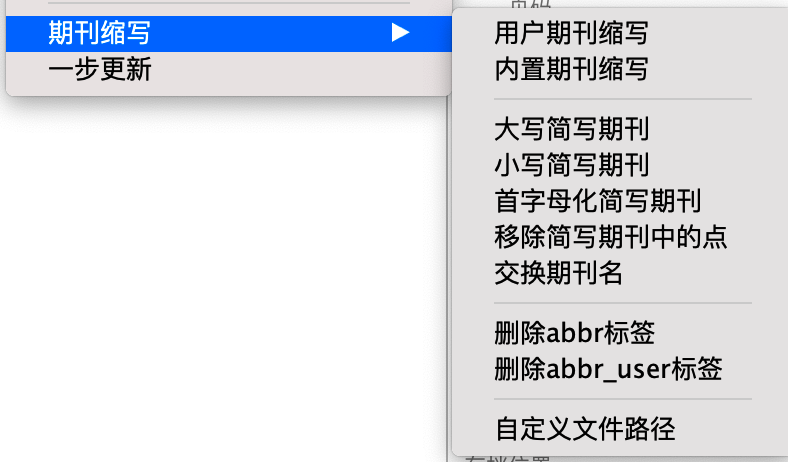 期刊缩写
一步更新
用户期刊缩写
内置期刊缩写
大写简写期刊
小写简写期刊
首字母化简写期刊
移除简写期刊中的点
交换期刊名
删除abbr标签
删除abbr_user标签
自定义文件路径